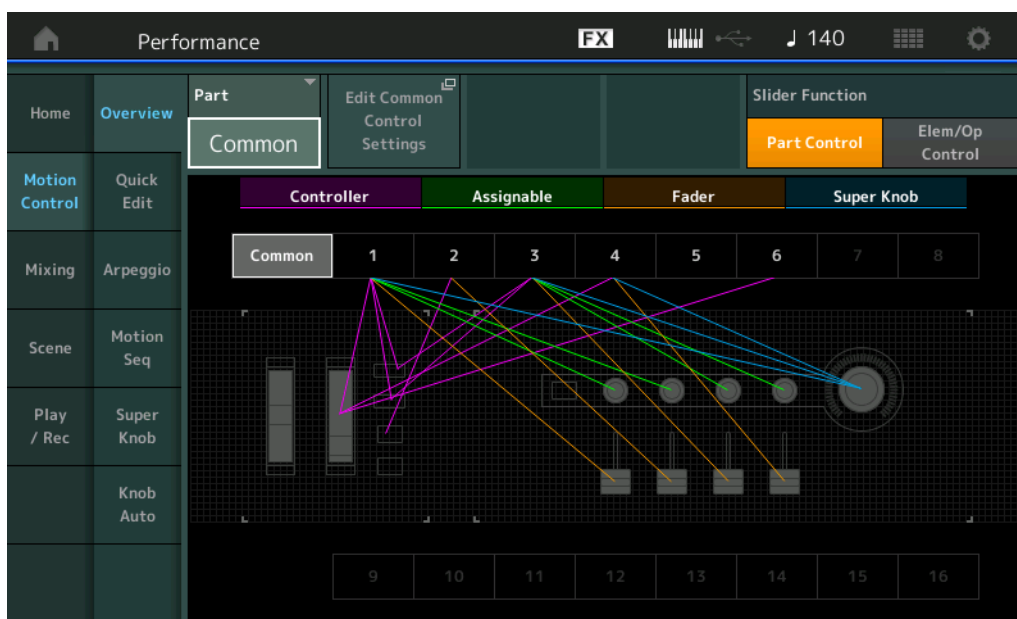 Performance
FX
♩ 140
Home
Overview
Part
Common
Edit Common
Control
Settings
Slider Function
Part Control
Elem/Op
Control
Motion
Control
Quick
Edit
Controller
Assignable
Fader
Super Knob
Common
1
2
3
4
5
6
7
8
Mixing
Arpeggio
Scene
Motion
Seq
Play
/ Rec
Super
Knob
Knob
Auto
9
10
11
12
13
14
15
16